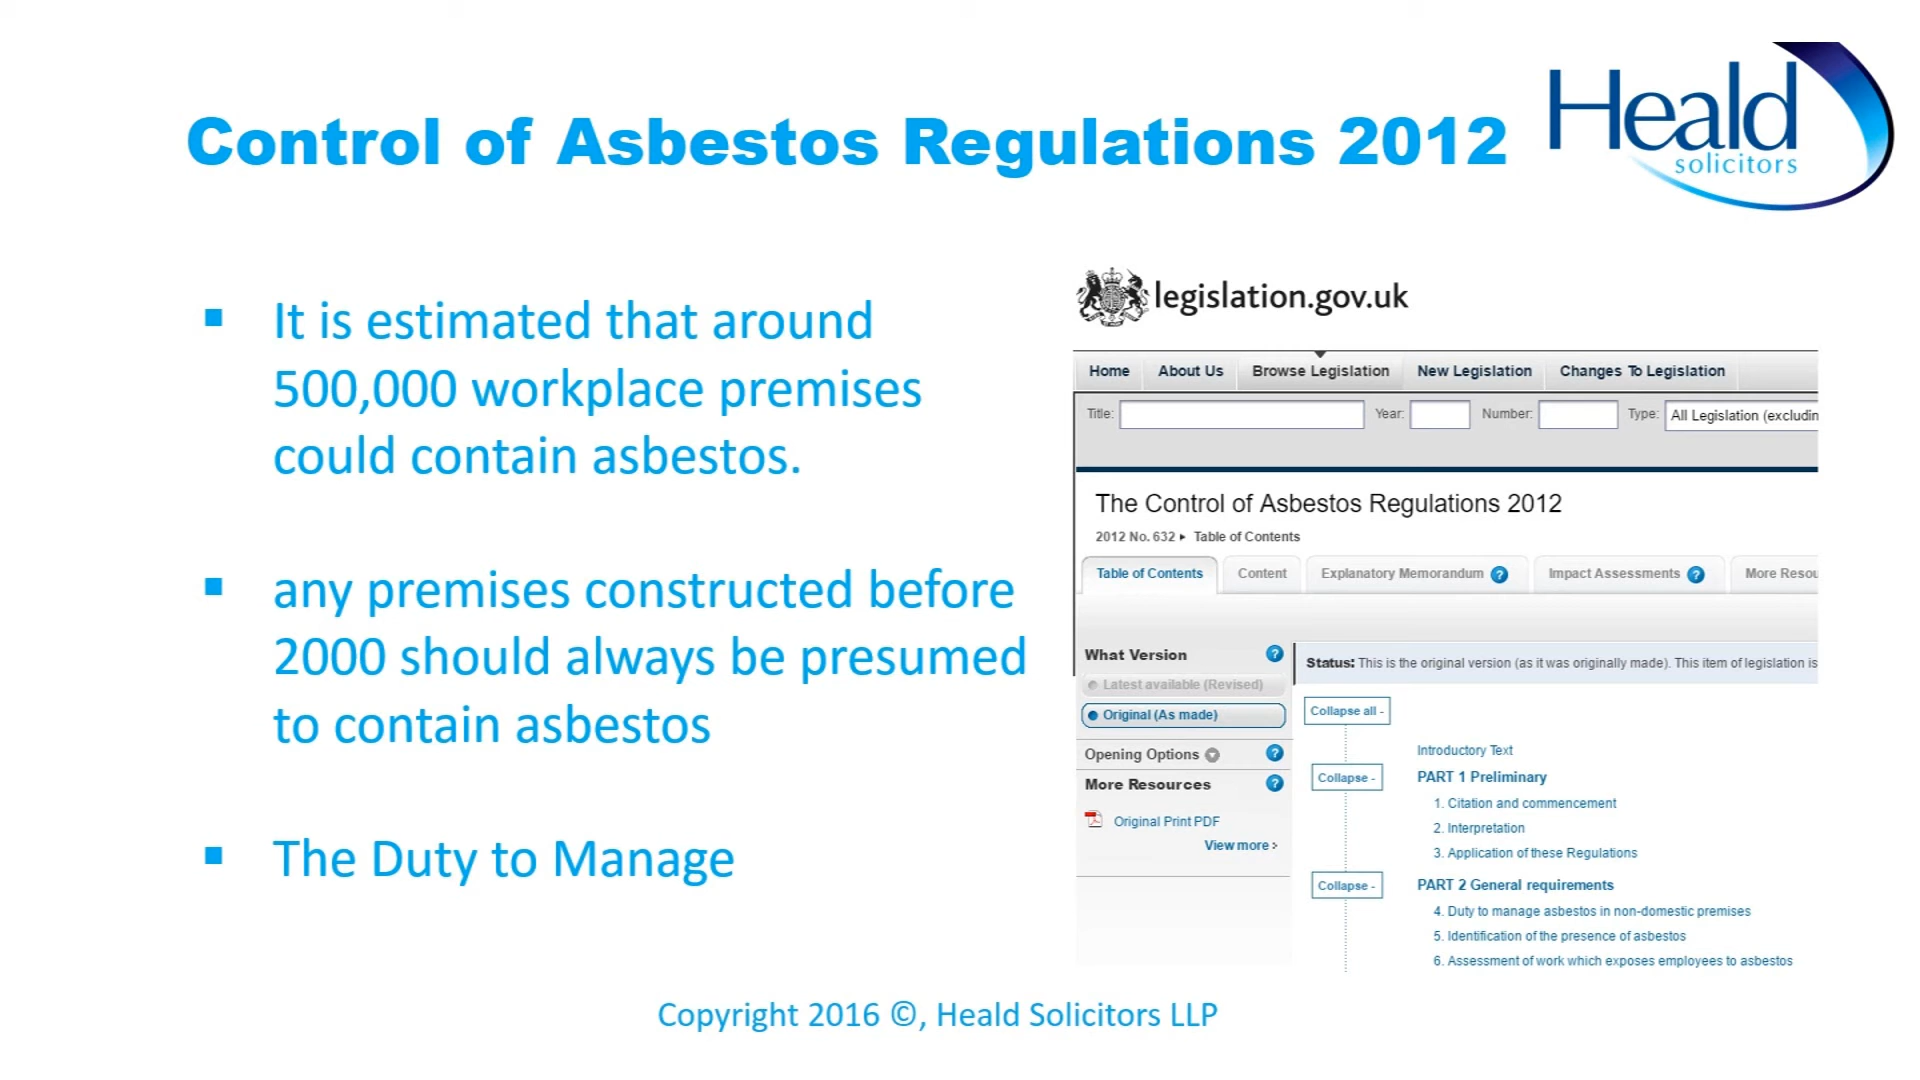 Control of Asbestos Regulations 2012
Heald
solicitors
It is estimated that around
500,000 workplace premises
could contain asbestos.
any premises constructed before
2000 should always be presumed
to contain asbestos
The Duty to Manage
legislation.gov.uk
Home About Us Browse Legislation New Legislation Changes To Legislation
Title: Year: Number: Type: All Legislation (excludin
The Control of Asbestos Regulations 2012
2012 No. 632 ▸ Table of Contents
Table of Contents Content Explanatory Memorandum ? Impact Assessments ? More Resou
What Version ?
Latest available (Revised)
Original (As made)
Opening Options ?
More Resources ?
Original Print PDF
View more ›
Status: This is the original version (as it was originally made). This item of legislation is
Collapse all -
Introductory Text
Collapse - PART 1 Preliminary
1. Citation and commencement
2. Interpretation
3. Application of these Regulations
Collapse - PART 2 General requirements
4. Duty to manage asbestos in non-domestic premises
5. Identification of the presence of asbestos
6. Assessment of work which exposes employees to asbestos
Copyright 2016 ©, Heald Solicitors LLP